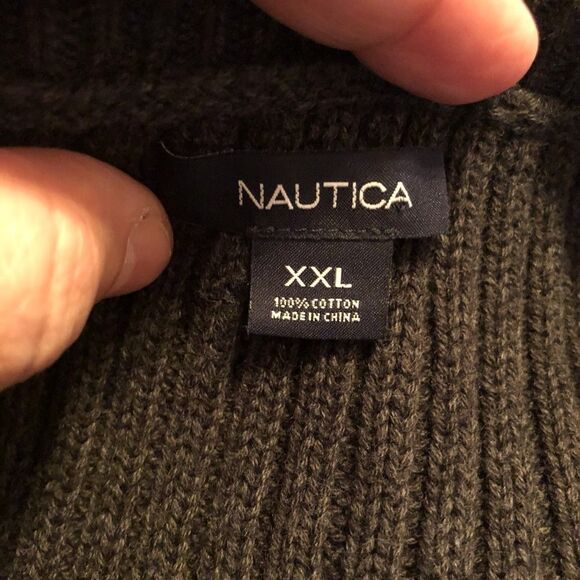 NAUTICA
XXL
100% COTTON
MADE IN CHINA